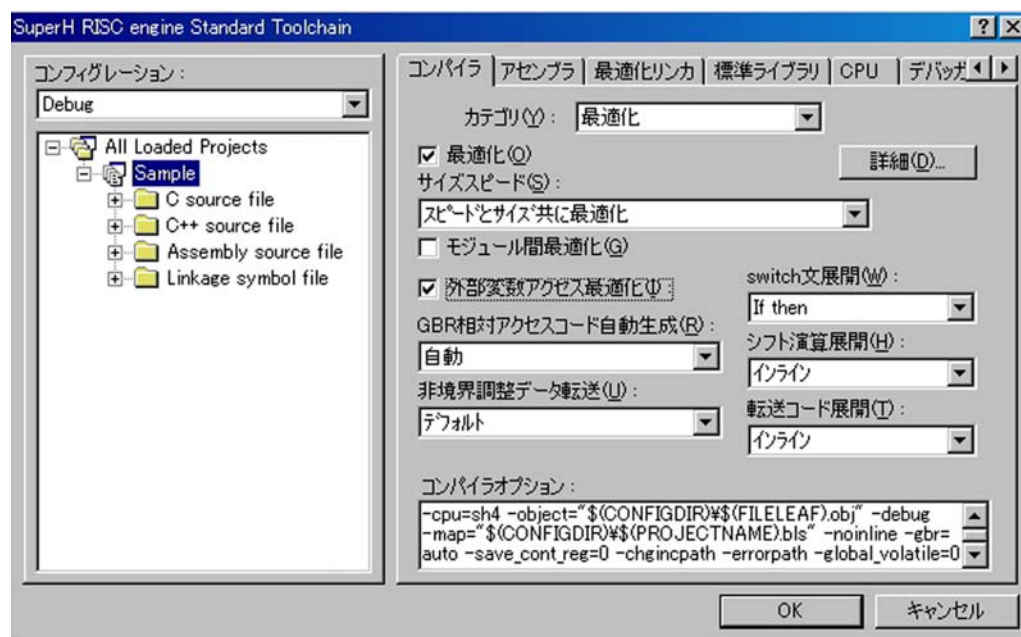 SuperH RISC engine Standard Toolchain
コンフィグレーション :
Debug
All Loaded Projects
Sample
C source file
C++ source file
Assembly source file
Linkage symbol file
コンパイラ アセンブラ 最適化リンカ 標準ライブラリ CPU デバッガ
カテゴリ(Y) : 最適化
最適化(O)
詳細(D)...
サイズスピード(S) :
スピードとサイズ共に最適化
モジュール間最適化(G)
外部変数アクセス最適化(I) :
GBR相対アクセスコード自動生成(R) :
自動
非境界調整データ転送(U) :
デフォルト
switch文展開(W) :
If then
シフト演算展開(H) :
インライン
転送コード展開(T) :
インライン
コンパイラオプション :
-cpu=sh4 -object="$(CONFIGDIR)¥$(FILELEAF).obj" -debug
-map="$(CONFIGDIR)¥$(PROJECTNAME).bls" -noinline -gbr=
auto -save_cont_reg=0 -chgincpath -errorpath -global_volatile=0
OK キャンセル